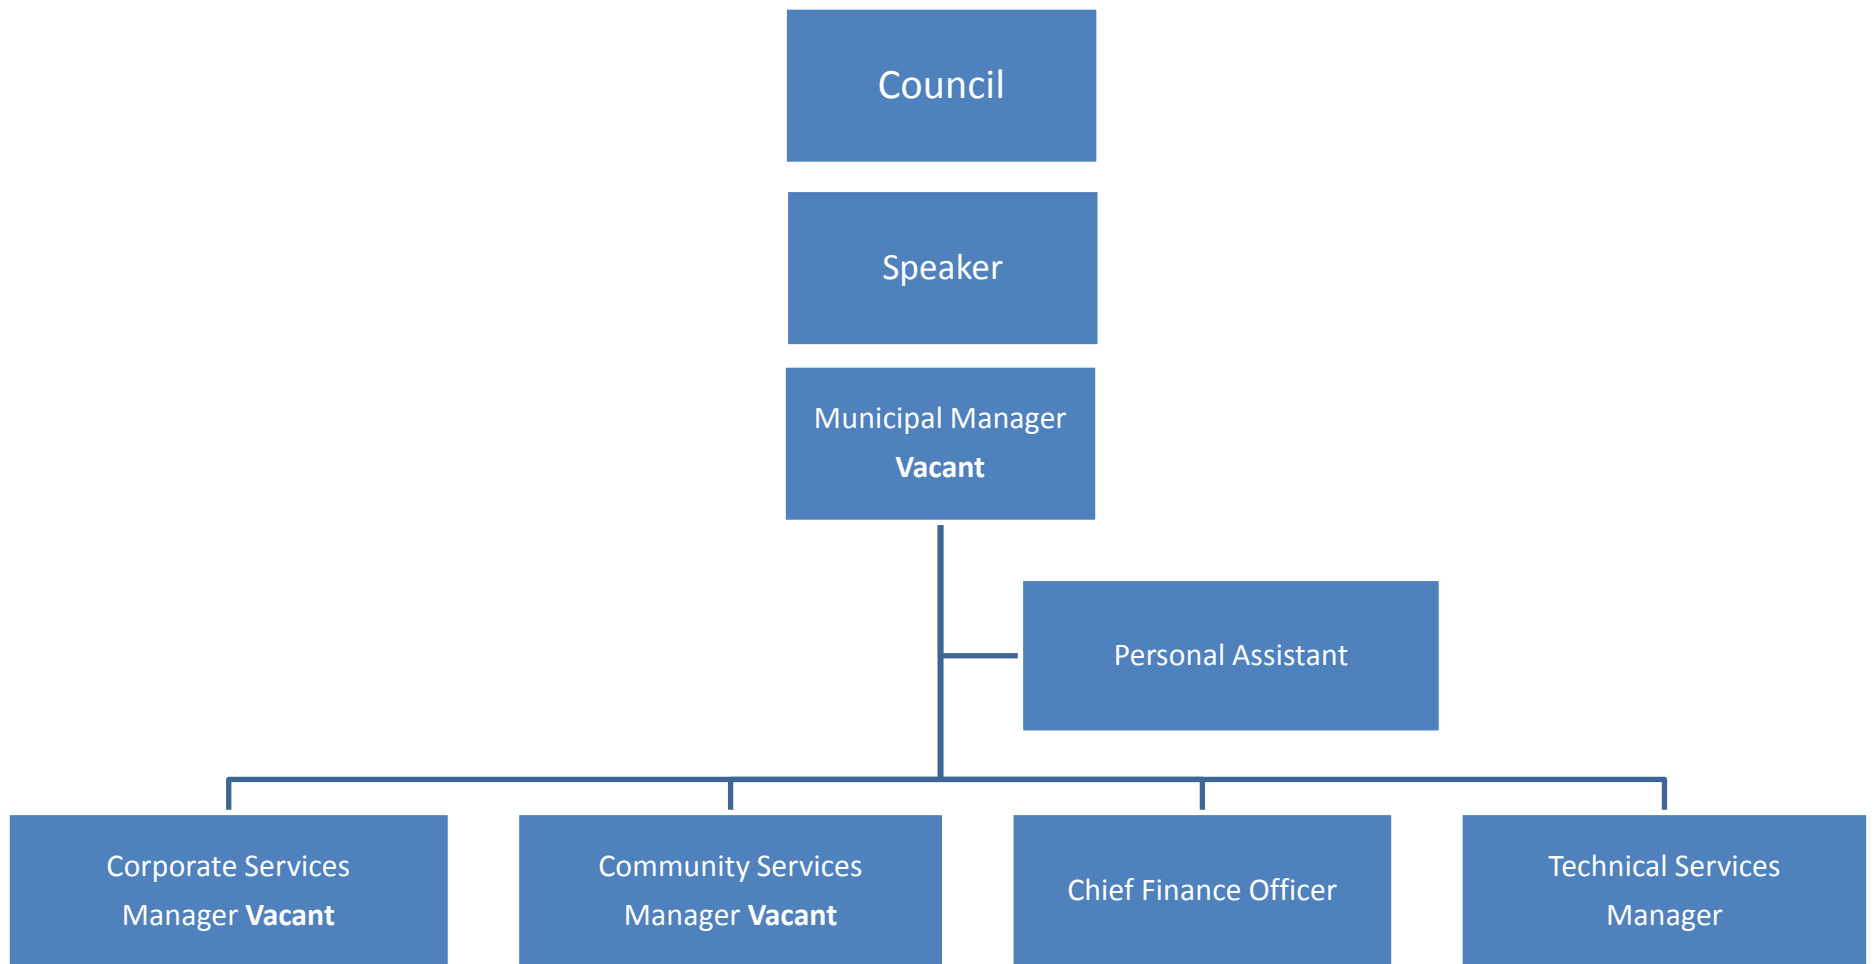 Council
Speaker
Municipal Manager
Vacant
Personal Assistant
Corporate Services
Manager Vacant
Community Services
Manager Vacant
Chief Finance Officer
Technical Services
Manager